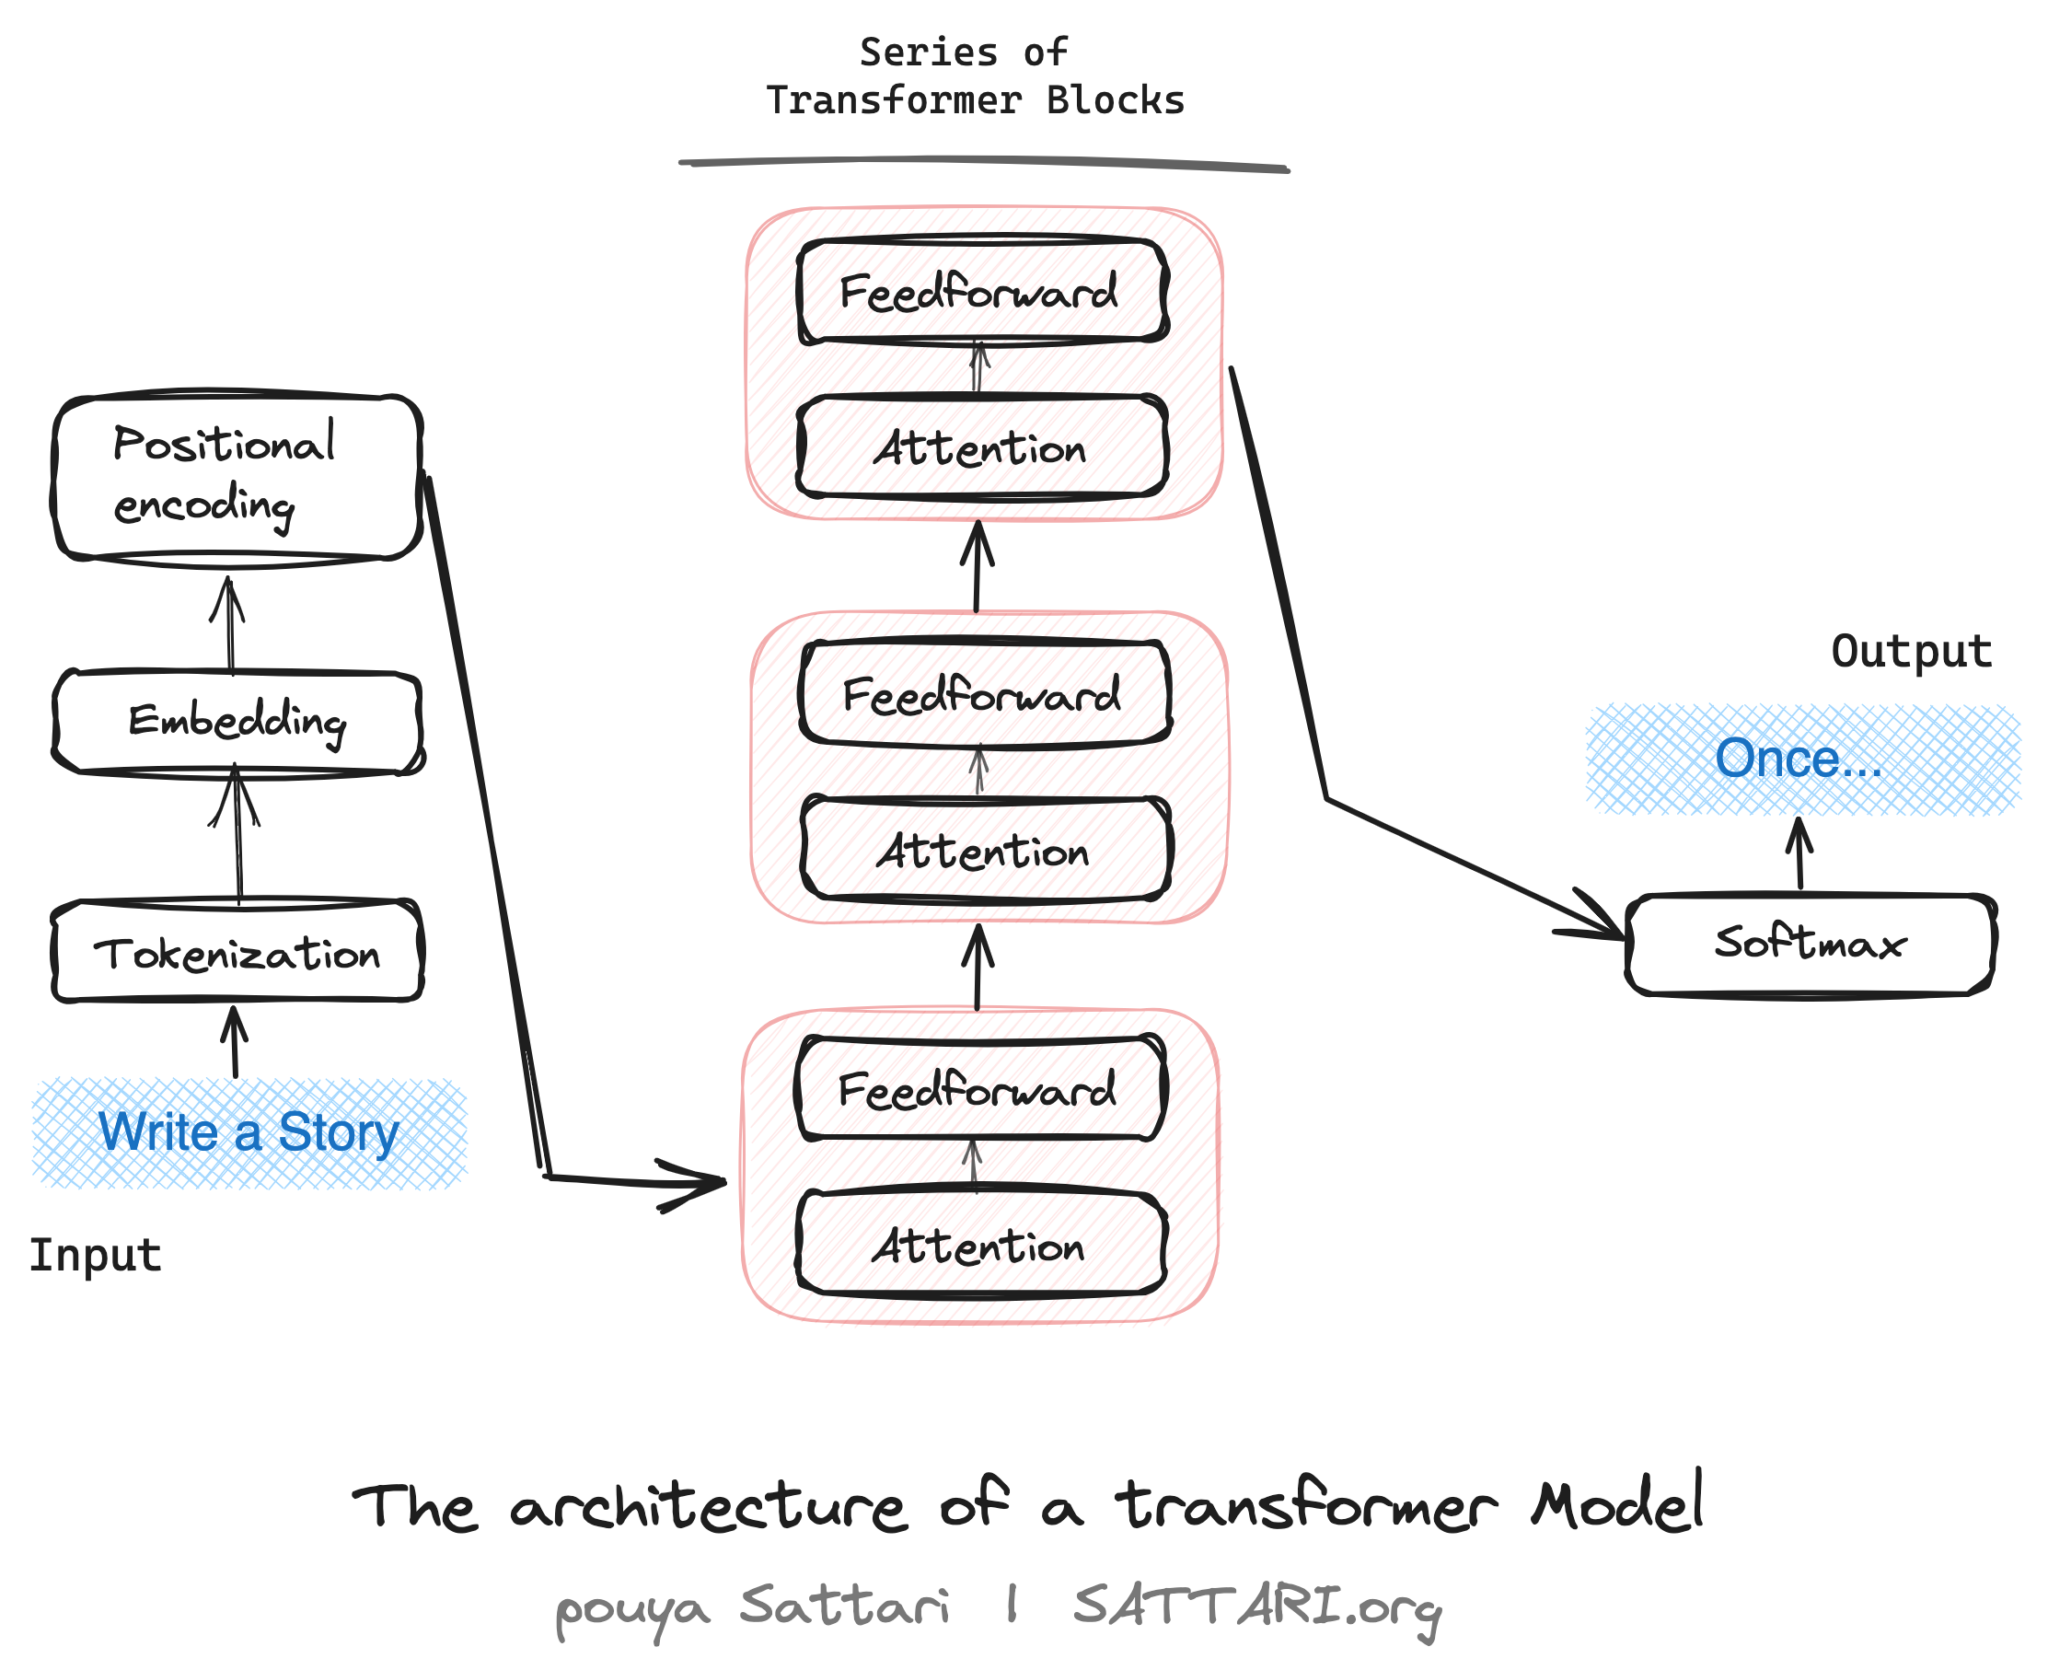 Series of
Transformer Blocks
Positional
encoding
Embedding
Tokenization
Write a Story
Input
Feedforward
Attention
Feedforward
Attention
Feedforward
Attention
Output
Once...
Softmax
The architecture of a transformer Model
pouya Sattari | SATTARI.org